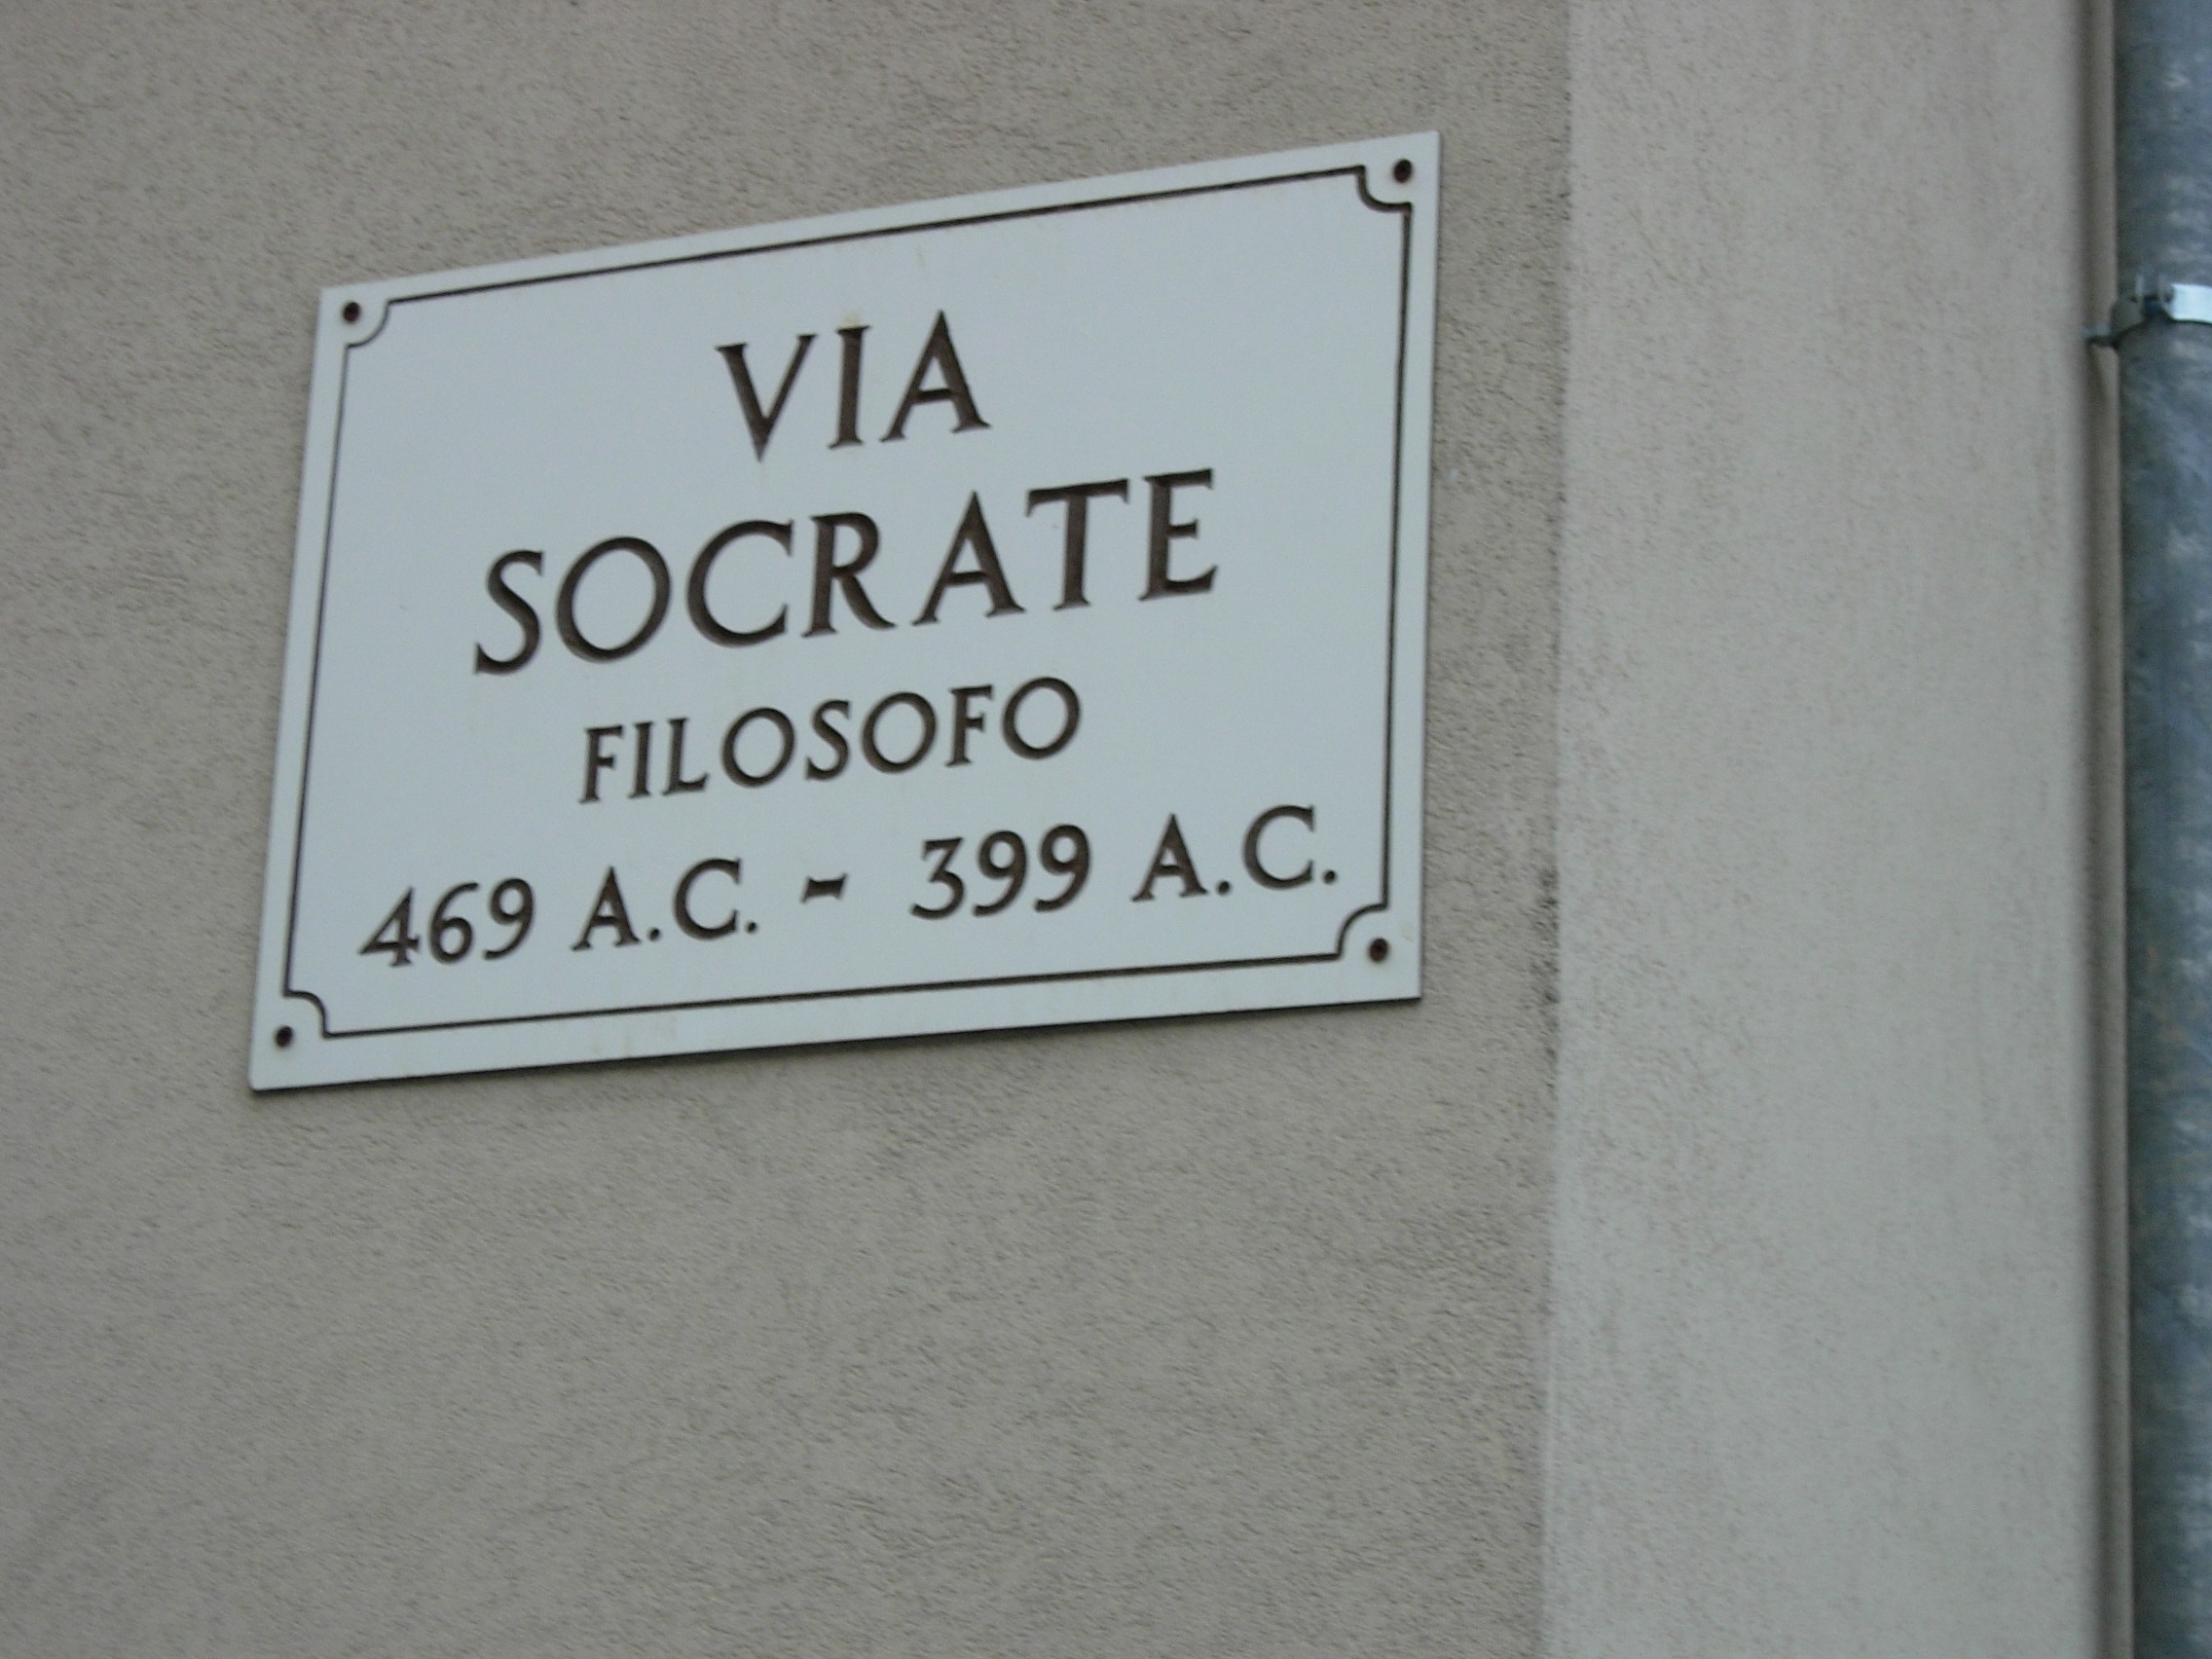 VIA
SOCRATE
FILOSOFO
469 A.C. - 399 A.C.